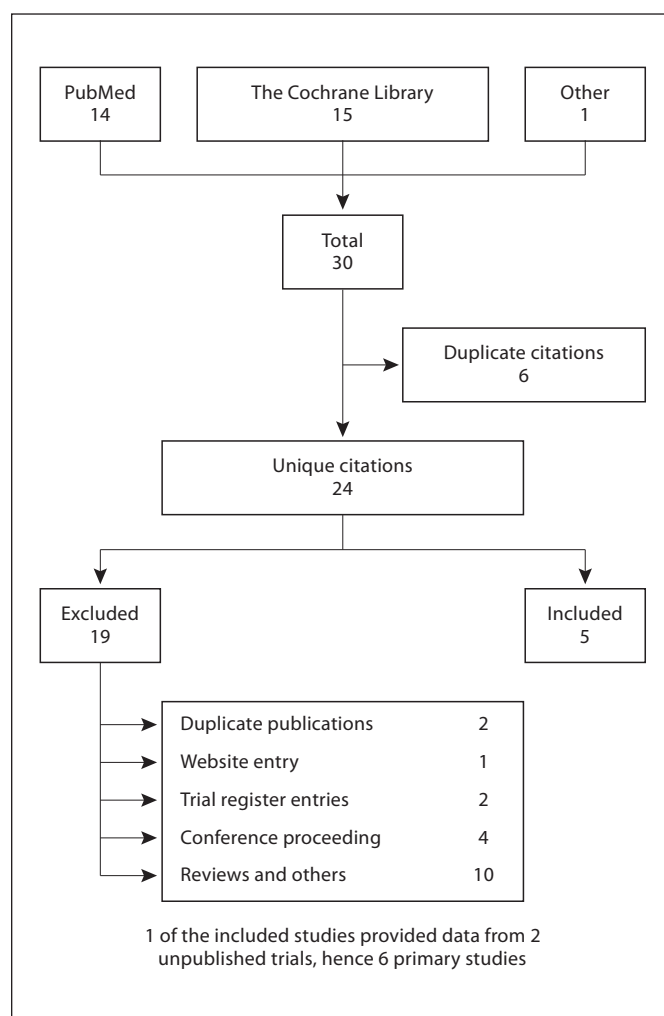 PubMed
14
The Cochrane Library
15
Other
1
Total
30
Duplicate citations
6
Unique citations
24
Excluded
19
Included
5
Duplicate publications 2
Website entry 1
Trial register entries 2
Conference proceeding 4
Reviews and others 10
1 of the included studies provided data from 2
unpublished trials, hence 6 primary studies